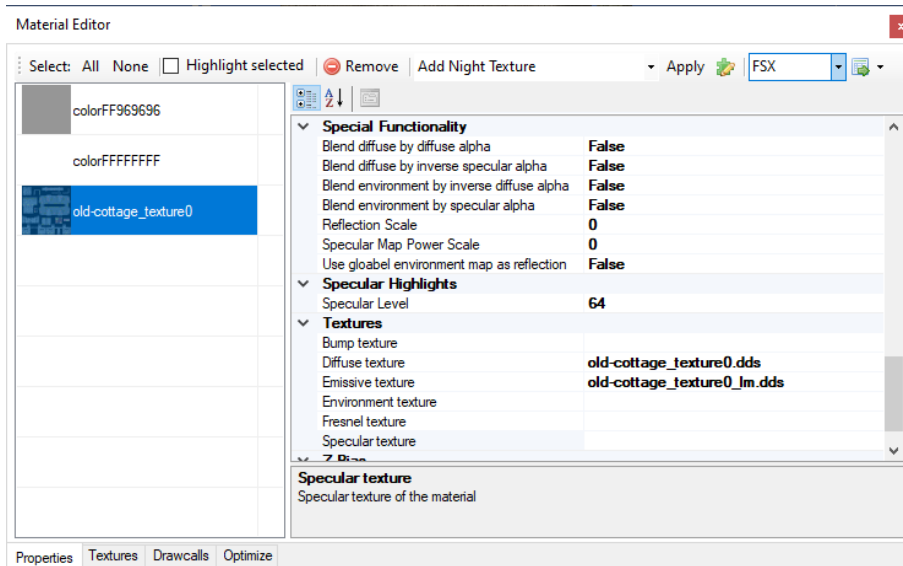 Material Editor
Select: All None Highlight selected Remove Add Night Texture Apply FSX
colorFF969696
colorFFFFFFFF
old-cottage_texture0
Special Functionality
Blend diffuse by diffuse alpha False
Blend diffuse by inverse specular alpha False
Blend environment by inverse diffuse alpha False
Blend environment by specular alpha False
Reflection Scale 0
Specular Map Power Scale 0
Use gloabel environment map as reflection False
Specular Highlights
Specular Level 64
Textures
Bump texture
Diffuse texture old-cottage_texture0.dds
Emissive texture old-cottage_texture0_lm.dds
Environment texture
Fresnel texture
Specular texture
Z Bias
Specular texture
Specular texture of the material
Properties Textures Drawcalls Optimize